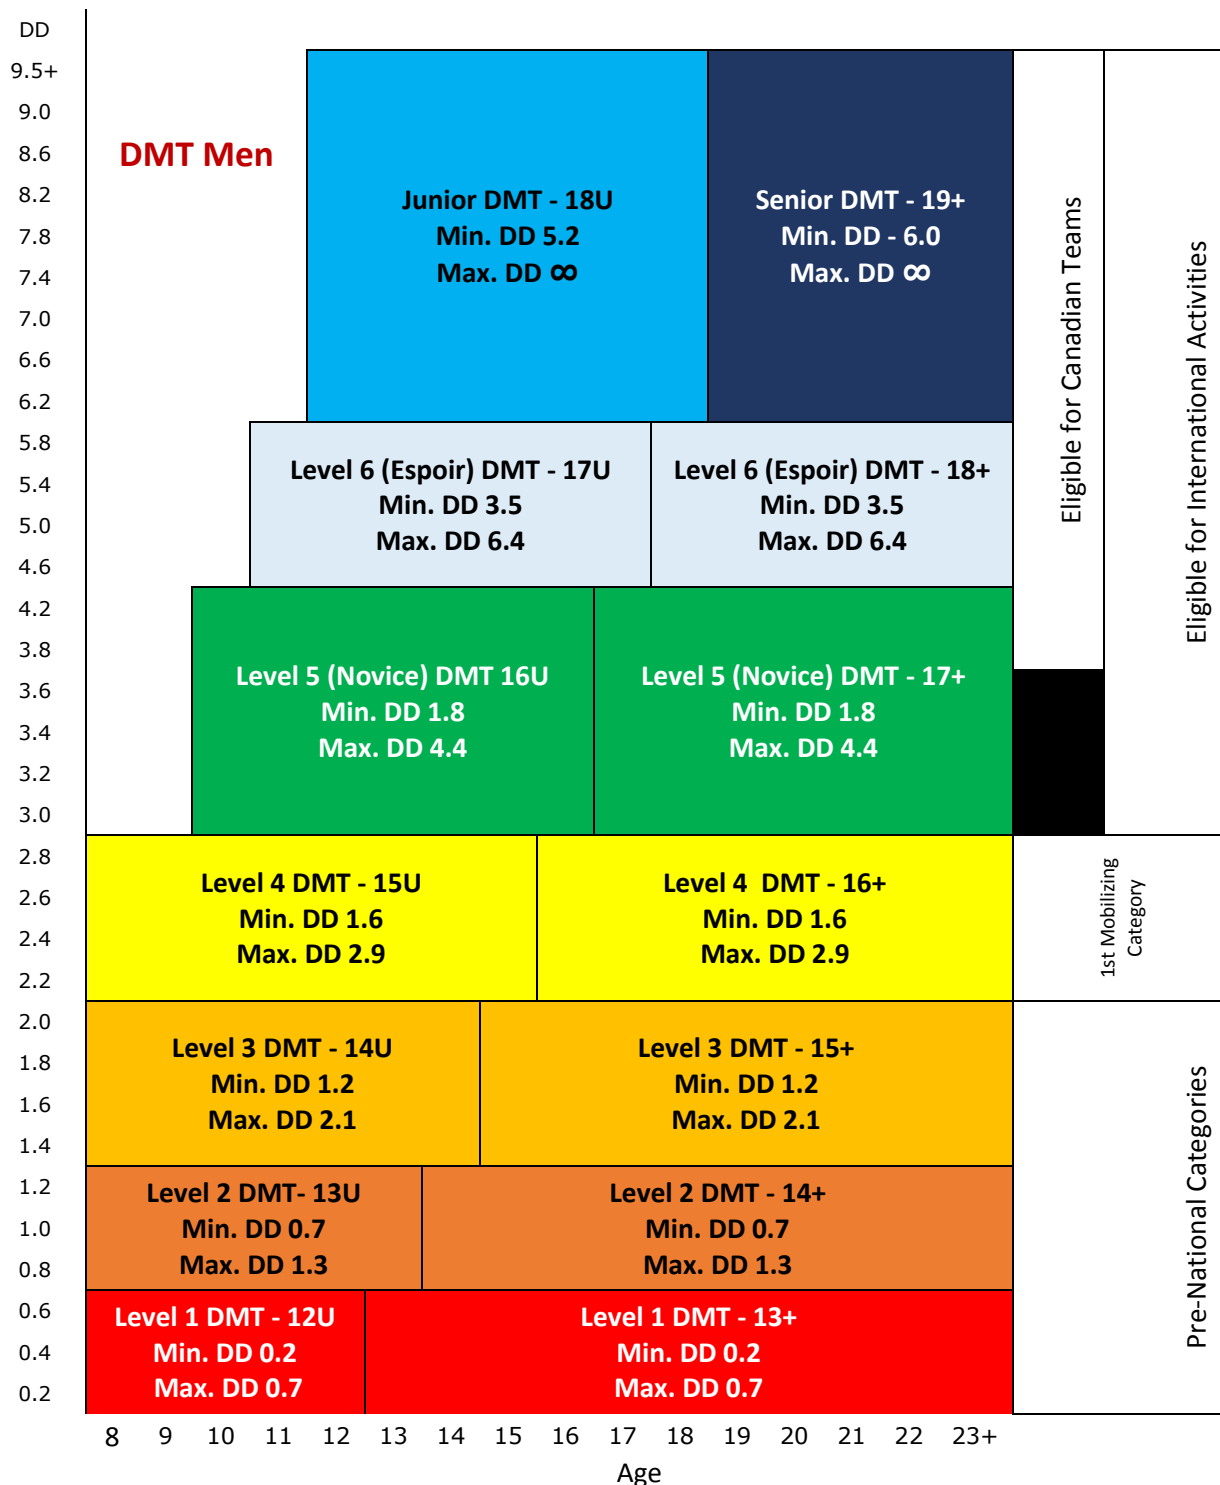 DD
9.5+
9.0
8.6
8.2
7.8
7.4
7.0
6.6
6.2
5.8
5.4
5.0
4.6
4.2
3.8
3.6
3.4
3.2
3.0
2.8
2.6
2.4
2.2
2.0
1.8
1.6
1.4
1.2
1.0
0.8
0.6
0.4
0.2
DMT Men
Junior DMT - 18U
Min. DD 5.2
Max. DD ∞
Senior DMT - 19+
Min. DD - 6.0
Max. DD ∞
Level 6 (Espoir) DMT - 17U
Min. DD 3.5
Max. DD 6.4
Level 6 (Espoir) DMT - 18+
Min. DD 3.5
Max. DD 6.4
Level 5 (Novice) DMT 16U
Min. DD 1.8
Max. DD 4.4
Level 5 (Novice) DMT - 17+
Min. DD 1.8
Max. DD 4.4
Level 4 DMT - 15U
Min. DD 1.6
Max. DD 2.9
Level 4  DMT - 16+
Min. DD 1.6
Max. DD 2.9
Level 3 DMT - 14U
Min. DD 1.2
Max. DD 2.1
Level 3 DMT - 15+
Min. DD 1.2
Max. DD 2.1
Level 2 DMT- 13U
Min. DD 0.7
Max. DD 1.3
Level 2 DMT - 14+
Min. DD 0.7
Max. DD 1.3
Level 1 DMT - 12U
Min. DD 0.2
Max. DD 0.7
Level 1 DMT - 13+
Min. DD 0.2
Max. DD 0.7
Eligible for Canadian Teams
Eligible for International Activities
1st Mobilizing
Category
Pre-National Categories
8 9 10 11 12 13 14 15 16 17 18 19 20 21 22 23+
Age